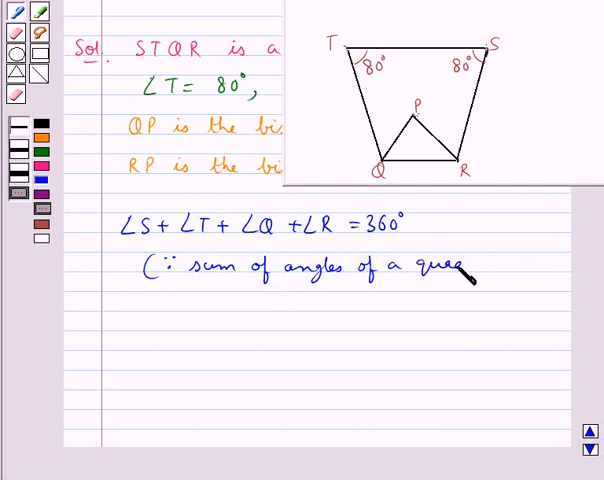 Sol. STQR is a
∠T = 80°,
QP is the bis
RP is the bi
T S
80° 80°
P
Q R
∠S + ∠T + ∠Q + ∠R = 360°
(∵ sum of angles of a qua